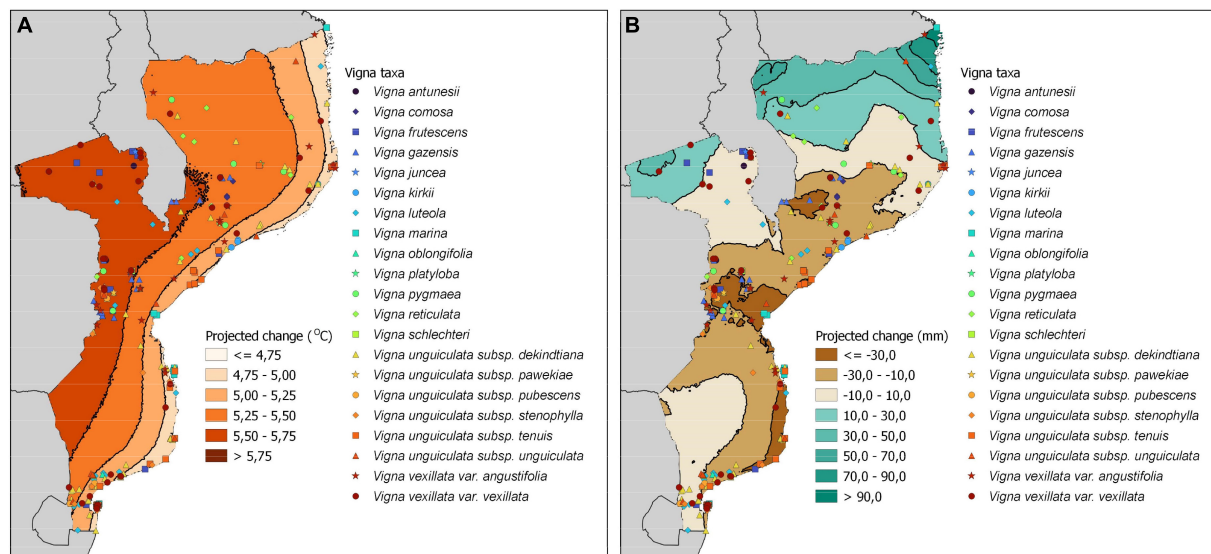 A
Vigna taxa
Vigna antunesii
Vigna comosa
Vigna frutescens
Vigna gazensis
Vigna juncea
Vigna kirkii
Vigna luteola
Vigna marina
Vigna oblongifolia
Vigna platyloba
Vigna pygmaea
Vigna reticulata
Vigna schlechteri
Vigna unguiculata subsp. dekindtiana
Vigna unguiculata subsp. pawekiae
Vigna unguiculata subsp. pubescens
Vigna unguiculata subsp. stenophylla
Vigna unguiculata subsp. tenuis
Vigna unguiculata subsp. unguiculata
Vigna vexillata var. angustifolia
Vigna vexillata var. vexillata
Projected change (°C)
<= 4,75
4,75 - 5,00
5,00 - 5,25
5,25 - 5,50
5,50 - 5,75
> 5,75
B
Vigna taxa
Vigna antunesii
Vigna comosa
Vigna frutescens
Vigna gazensis
Vigna juncea
Vigna kirkii
Vigna luteola
Vigna marina
Vigna oblongifolia
Vigna platyloba
Vigna pygmaea
Vigna reticulata
Vigna schlechteri
Vigna unguiculata subsp. dekindtiana
Vigna unguiculata subsp. pawekiae
Vigna unguiculata subsp. pubescens
Vigna unguiculata subsp. stenophylla
Vigna unguiculata subsp. tenuis
Vigna unguiculata subsp. unguiculata
Vigna vexillata var. angustifolia
Vigna vexillata var. vexillata
Projected change (mm)
<= -30,0
-30,0 - -10,0
-10,0 - 10,0
10,0 - 30,0
30,0 - 50,0
50,0 - 70,0
70,0 - 90,0
> 90,0